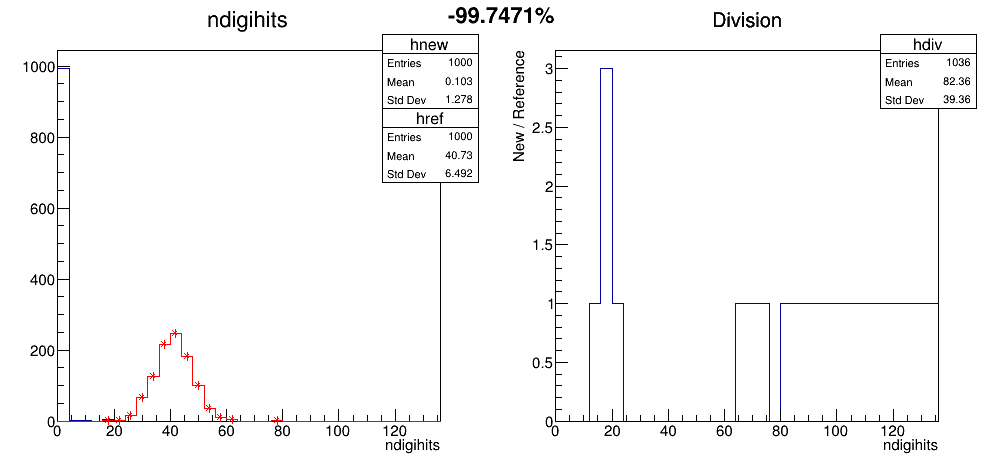 -99.7471%
ndigihits
hnew
Entries 1000
Mean 0.103
Std Dev 1.278
href
Entries 1000
Mean 40.73
Std Dev 6.492
1000
800
600
400
200
0
0 20 40 60 80 100 120
ndigihits
Division
hdiv
Entries 1036
Mean 82.36
Std Dev 39.36
New / Reference
3
2.5
2
1.5
1
0.5
0
0 20 40 60 80 100 120
ndigihits